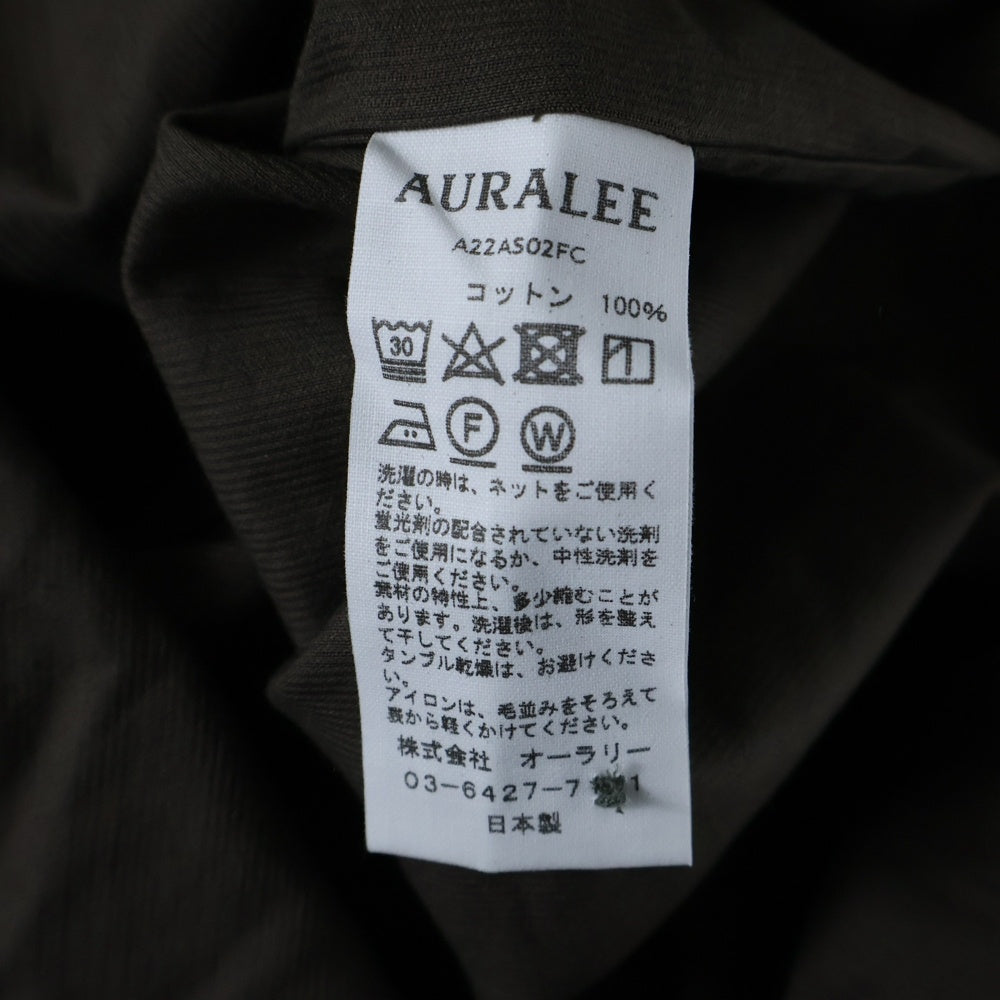 AURALEE
A22AS02FC
コットン 100%
30
F W
洗濯の時は、ネットをご使用く
ださい。
蛍光剤の配合されていない洗剤
をご使用になるか、中性洗剤を
ご使用ください。
素材の特性上、多少縮むことが
あります。洗濯後は、形を整え
て干してください。
タンブル乾燥は、お避けくださ
い。
アイロンは、毛並みをそろえて
裏から軽くかけてください。
株式会社 オーラリー
03-6427-7 1
日本製